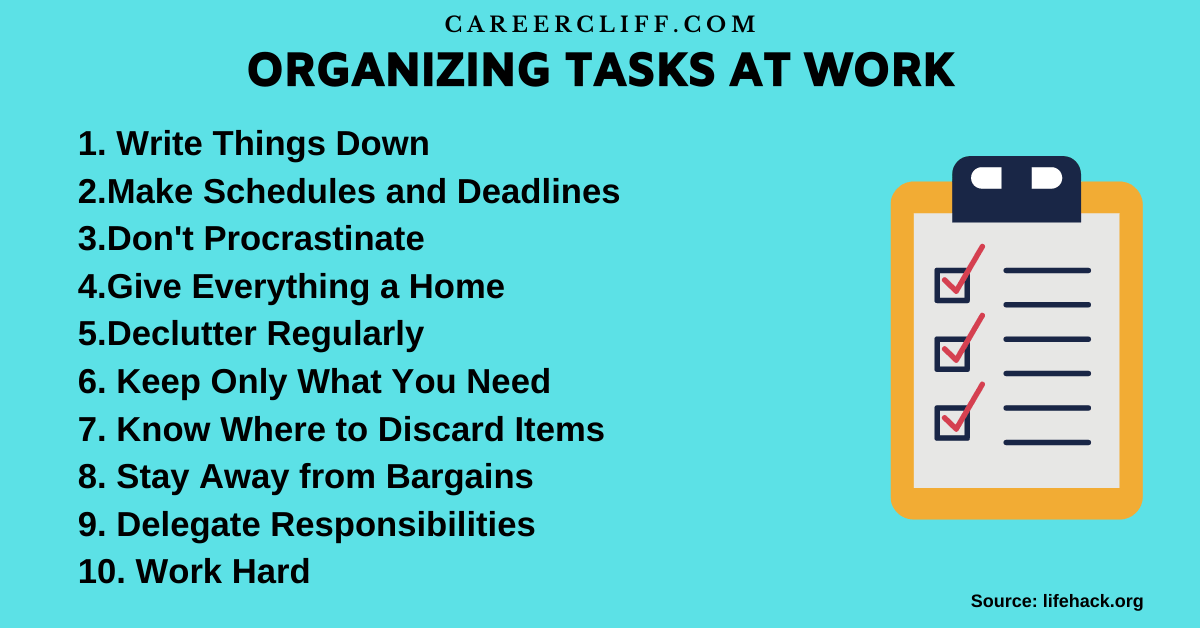 CAREERCLIFF.COM
ORGANIZING TASKS AT WORK
1. Write Things Down
2.Make Schedules and Deadlines
3.Don't Procrastinate
4.Give Everything a Home
5.Declutter Regularly
6. Keep Only What You Need
7. Know Where to Discard Items
8. Stay Away from Bargains
9. Delegate Responsibilities
10. Work Hard
Source: lifehack.org